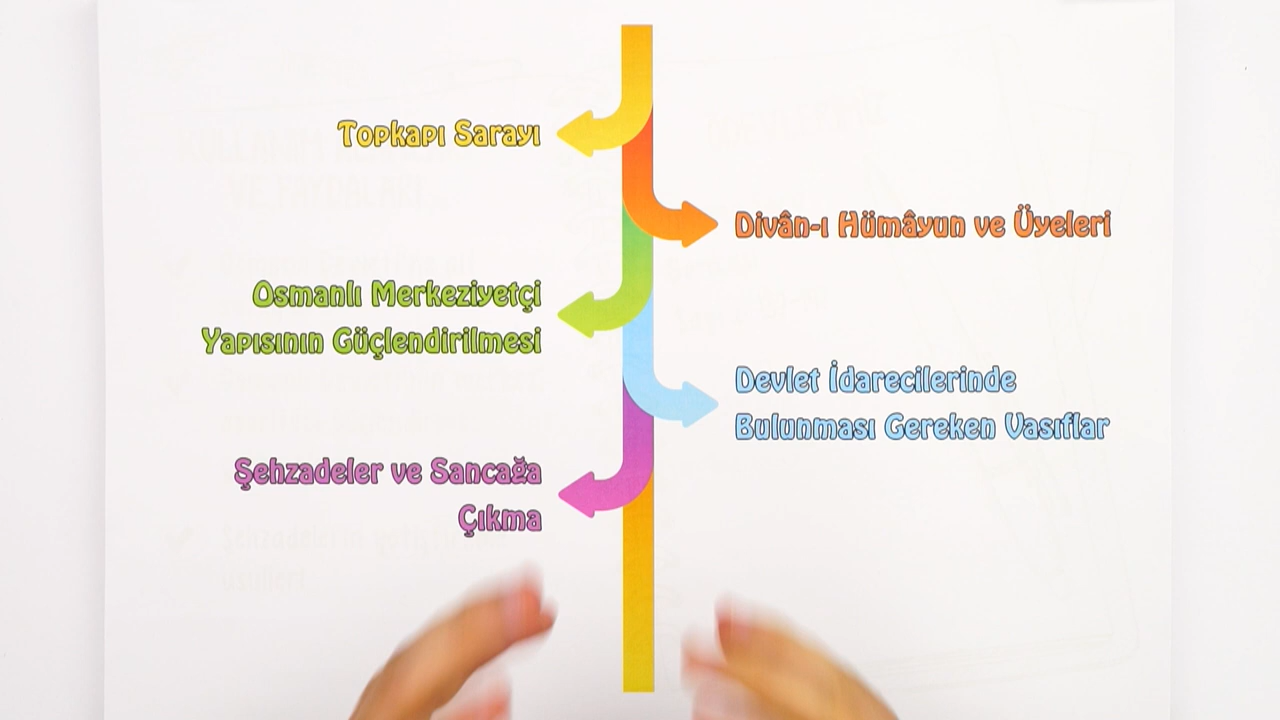 Topkapı Sarayı
Divân-ı Hümâyun ve Üyeleri
Osmanlı Merkeziyetçi
Yapısının Güçlendirilmesi
Devlet İdarecilerinde
Bulunması Gereken Vasıflar
Şehzadeler ve Sancağa
Çıkma